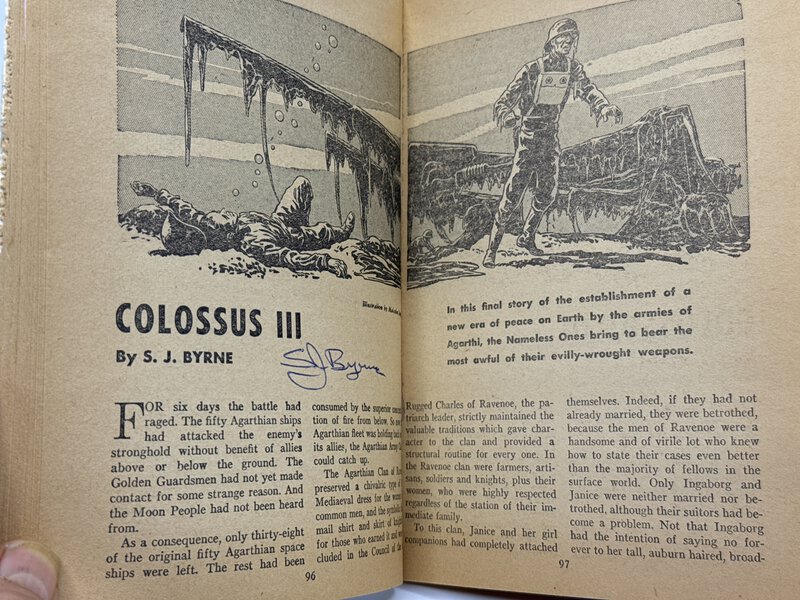 Illustration by
COLOSSUS III
By S. J. BYRNE
SJ Byrne
FOR six days the battle had
raged. The fifty Agarthian ships
had attacked the enemy's
stronghold without benefit of allies
above or below the ground. The
Golden Guardsmen had not yet made
contact for some strange reason. And
the Moon People had not been heard
from.
As a consequence, only thirty-eight
of the original fifty Agarthian space
ships were left. The rest had been
consumed by the superior
tion of fire from below. So
Agarthian fleet was holding
its allies, the Agarthian Army
could catch up.
The Agarthian Clan of
preserved a chivalric type of
Mediaeval dress for the
common men, and the
mail shirt and skirt of
for those who earned it and
cluded in the Council of the
96
In this final story of the establishment of a
new era of peace on Earth by the armies of
Agarthi, the Nameless Ones bring to bear the
most awful of their evilly-wrought weapons.
Rugged Charles of Ravenoe, the pa-
triarch leader, strictly maintained the
valuable traditions which gave char-
acter to the clan and provided a
structural routine for every one. In
the Ravenoe clan were farmers, arti-
sans, soldiers and knights, plus their
women, who were highly respected
regardless of the station of their im-
mediate family.
To this clan, Janice and her girl
companions had completely attached
themselves. Indeed, if they had not
already married, they were betrothed,
because the men of Ravenoe were a
handsome and of virile lot who knew
how to state their cases even better
than the majority of fellows in the
surface world. Only Ingaborg and
Janice were neither married nor be-
trothed, although their suitors had be-
come a problem. Not that Ingaborg
had the intention of saying no for-
ever to her tall, auburn haired, broad-
97